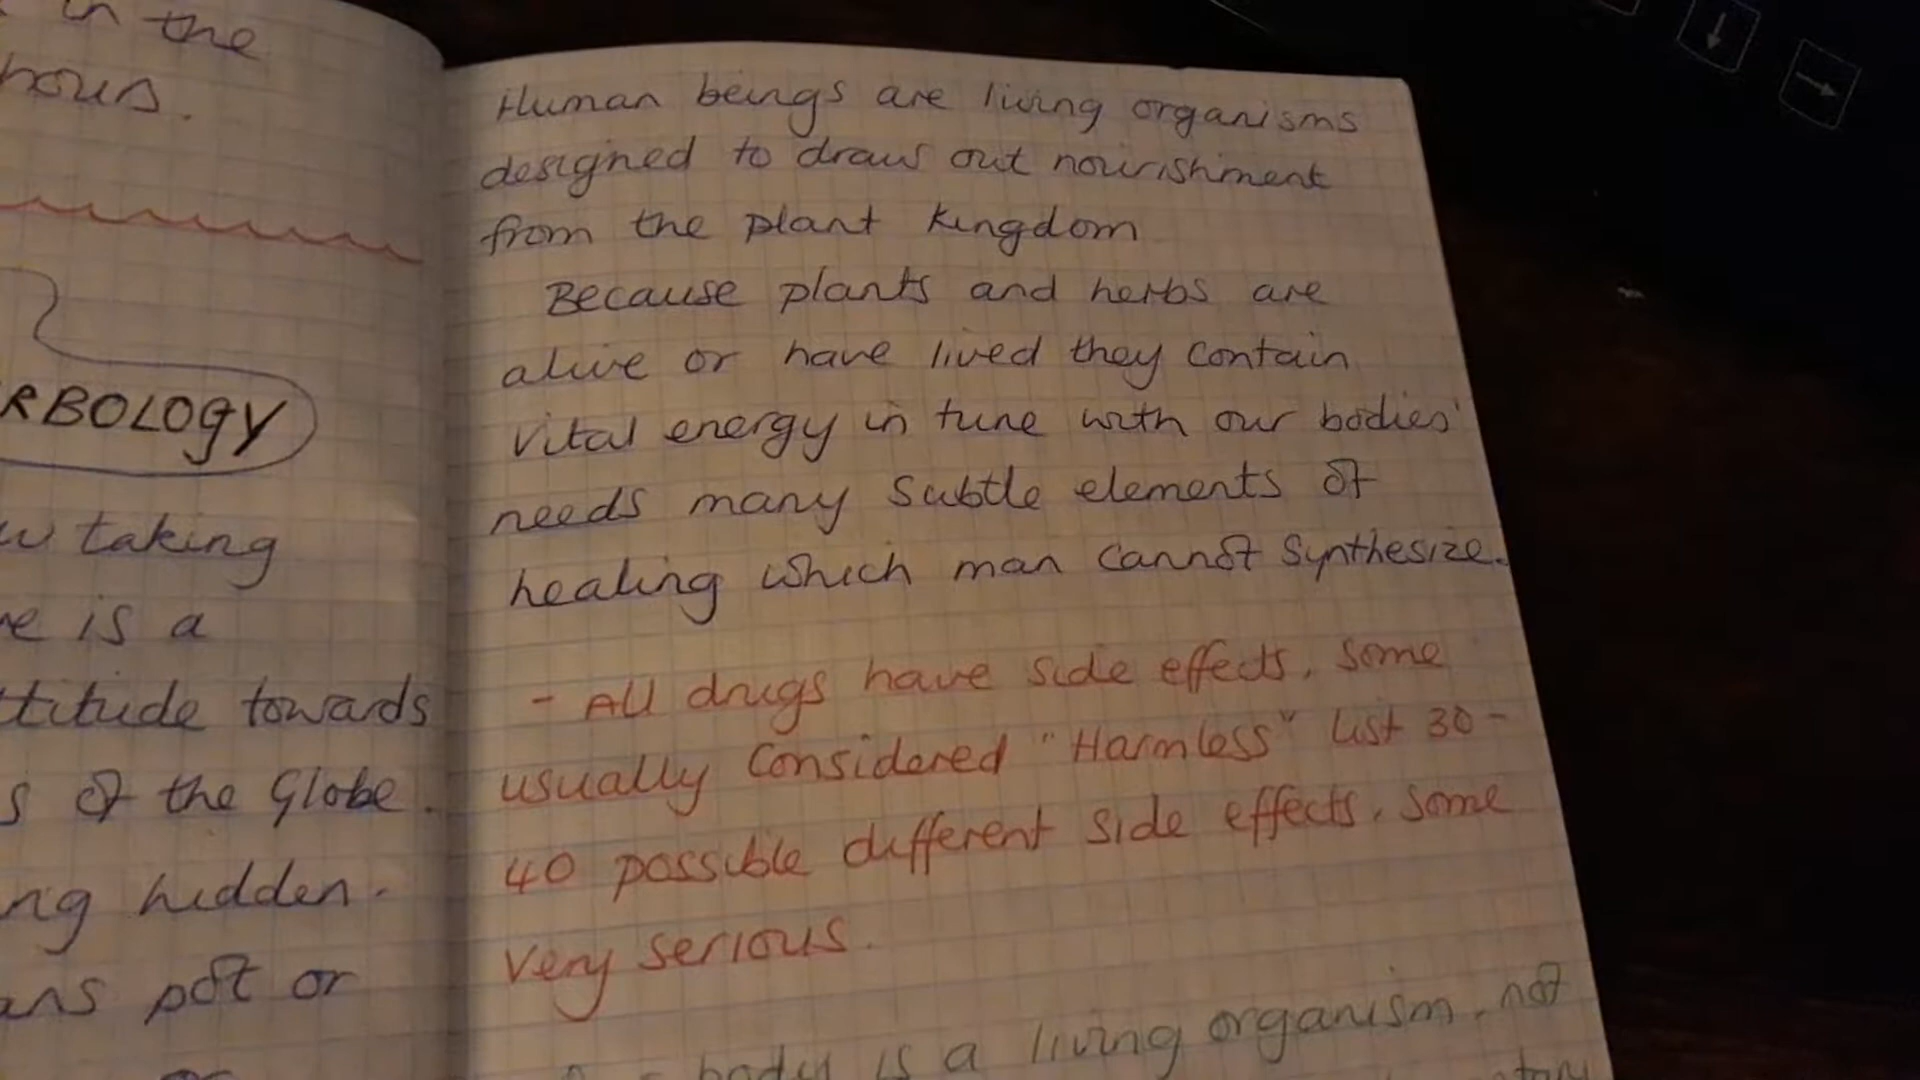 in the
hours.
RBOLOgY
taking
is a
towards
of the Globe.
hidden.
pot or
Human beings are living organisms
designed to draw out nourishment
from the plant kingdom
Because plants and herbs are
alive or have lived they contain
vital energy in tune with our bodies'
needs many subtle elements of
healing which man cannot synthesize.
- All drugs have side effects, some
usually considered "Harmless" list 30-
40 possible different side effects, some
very serious.
body is a living organism, not